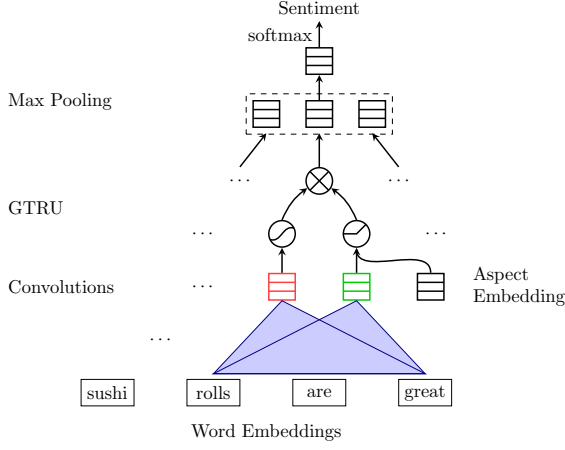 Sentiment
softmax
Max Pooling
. . .
. . .
GTRU
. . .
. . .
Convolutions
. . .
Aspect
Embedding
. . .
sushi
rolls
are
great
Word Embeddings